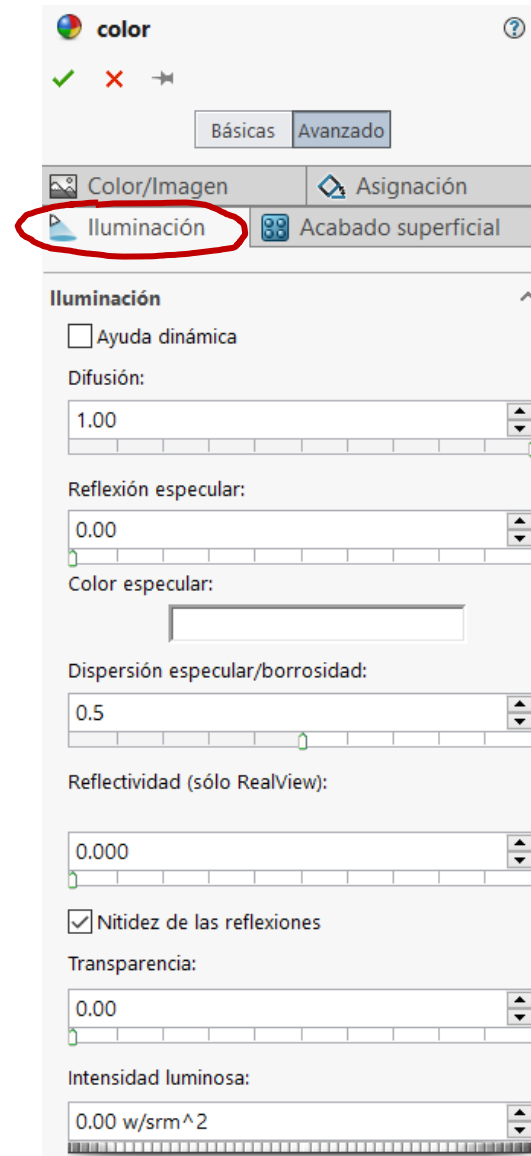 color
Básicas Avanzado
Color/Imagen Asignación
Iluminación Acabado superficial
Iluminación
Ayuda dinámica
Difusión:
1.00
Reflexión especular:
0.00
Color especular:
Dispersión especular/borrosidad:
0.5
Reflectividad (sólo RealView):
0.000
Nitidez de las reflexiones
Transparencia:
0.00
Intensidad luminosa:
0.00 w/srm^2